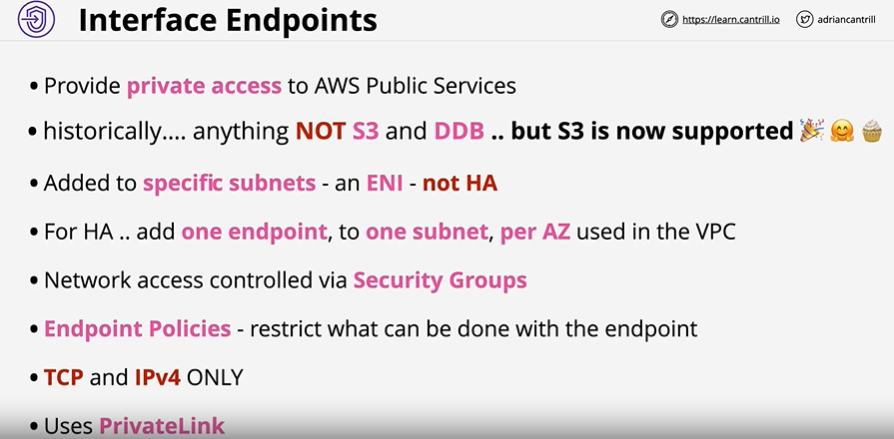 Interface Endpoints
https://learn.cantrill.io
adriancantrill
• Provide private access to AWS Public Services
• historically.... anything NOT S3 and DDB .. but S3 is now supported 🎉 🤗 🧁
• Added to specific subnets - an ENI - not HA
• For HA .. add one endpoint, to one subnet, per AZ used in the VPC
• Network access controlled via Security Groups
• Endpoint Policies - restrict what can be done with the endpoint
• TCP and IPv4 ONLY
• Uses PrivateLink